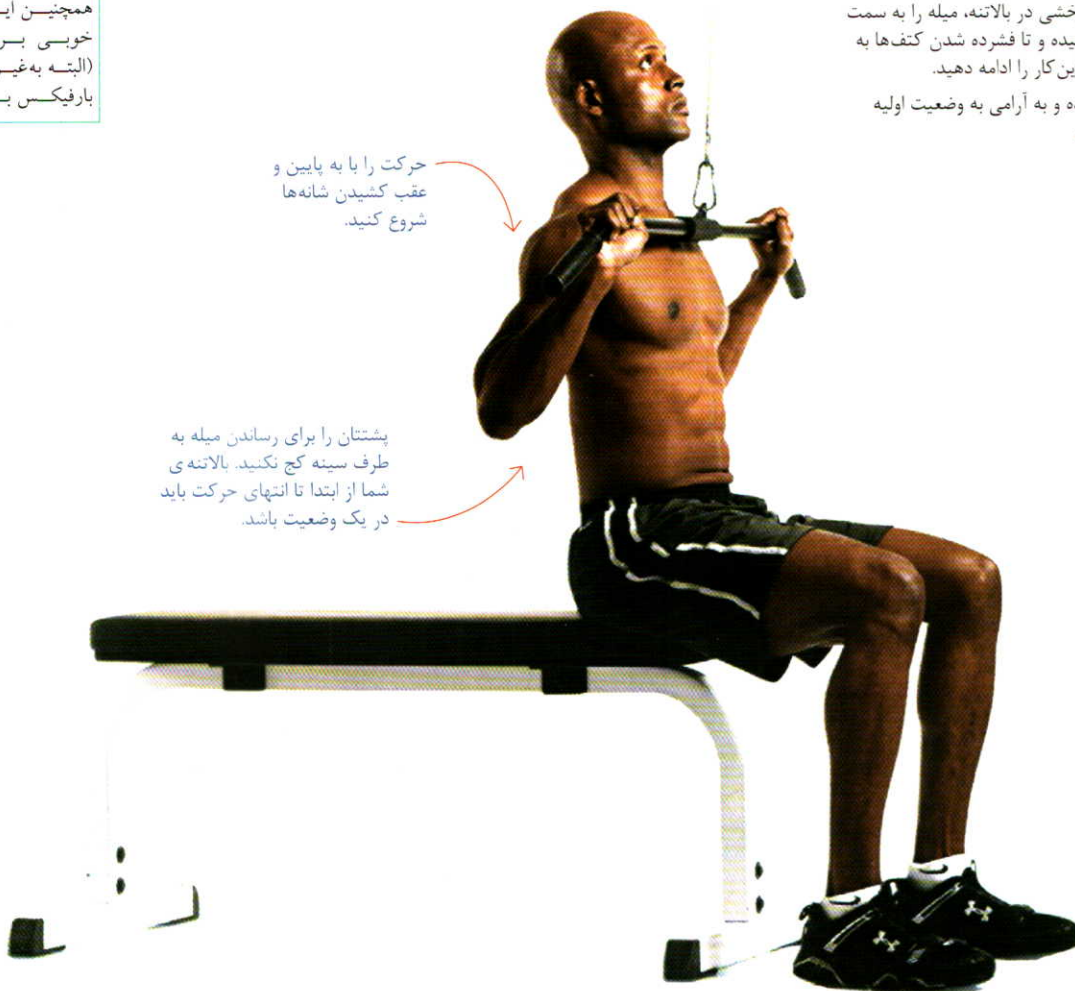 خشی در بالاتنه، میله را به سمت
یده و تا فشرده شدن کتف‌ها به
ین کار را ادامه دهید.
ه و به آرامی به وضعیت اولیه
همچنین ای
خوبی بر
(البته به‌غیر
بارفیکس ب
حرکت را با به پایین و
عقب کشیدن شانه‌ها
شروع کنید.
پشتتان را برای رساندن میله به
طرف سینه کج نکنید. بالاتنه‌ی
شما از ابتدا تا انتهای حرکت باید
در یک وضعیت باشد.